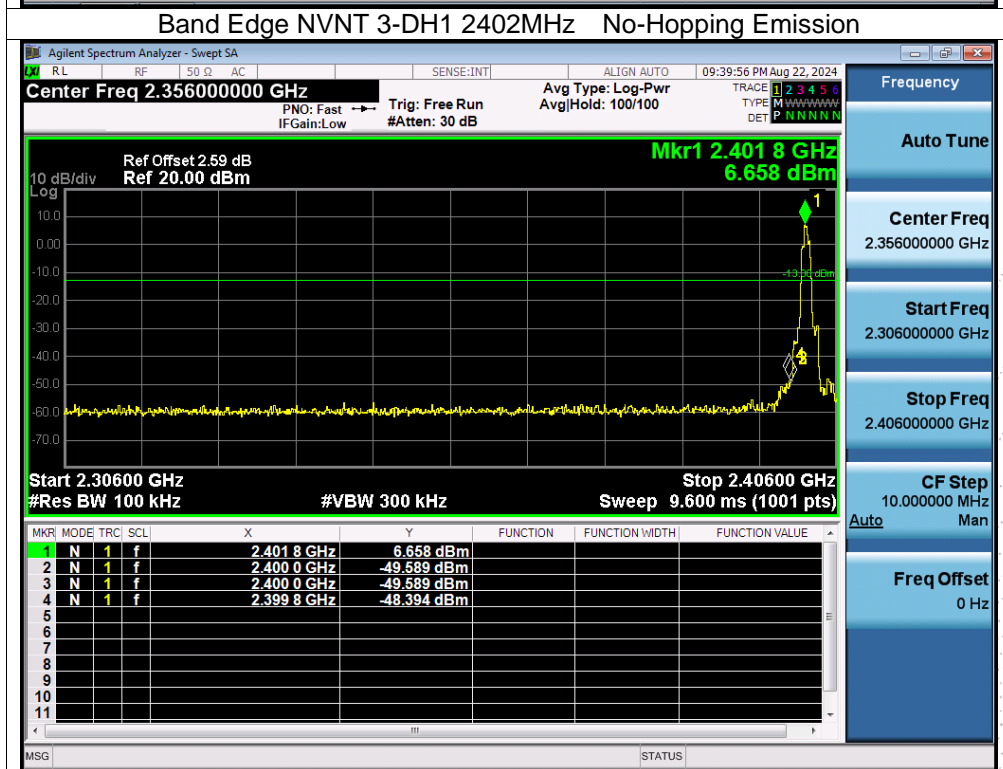 Band Edge NVNT 3-DH1 2402MHz No-Hopping Emission
Agilent Spectrum Analyzer - Swept SA
LXI RL RF 50 Ω AC SENSE:INT ALIGN AUTO 09:39:56 PM Aug 22, 2024
Center Freq 2.356000000 GHz
PNO: Fast
IFGain:Low
Trig: Free Run
#Atten: 30 dB
Avg Type: Log-Pwr
Avg|Hold: 100/100
TRACE 1 2 3 4 5 6
TYPE M WWWWW
DET P N N N N N
Mkr1 2.401 8 GHz
6.658 dBm
Ref Offset 2.59 dB
10 dB/div Ref 20.00 dBm
Log
1
10.0
0.00
-10.0
-13.00 dBm
-20.0
-30.0
-40.0
-50.0
-60.0
-70.0
Start 2.30600 GHz Stop 2.40600 GHz
#Res BW 100 kHz #VBW 300 kHz Sweep 9.600 ms (1001 pts)
MKR MODE TRC SCL X Y FUNCTION FUNCTION WIDTH FUNCTION VALUE
1 N 1 f 2.401 8 GHz 6.658 dBm
2 N 1 f 2.400 0 GHz -49.589 dBm
3 N 1 f 2.400 0 GHz -49.589 dBm
4 N 1 f 2.399 8 GHz -48.394 dBm
5
6
7
8
9
10
11
MSG STATUS
Frequency
Auto Tune
Center Freq
2.356000000 GHz
Start Freq
2.306000000 GHz
Stop Freq
2.406000000 GHz
CF Step
10.000000 MHz
Auto Man
Freq Offset
0 Hz